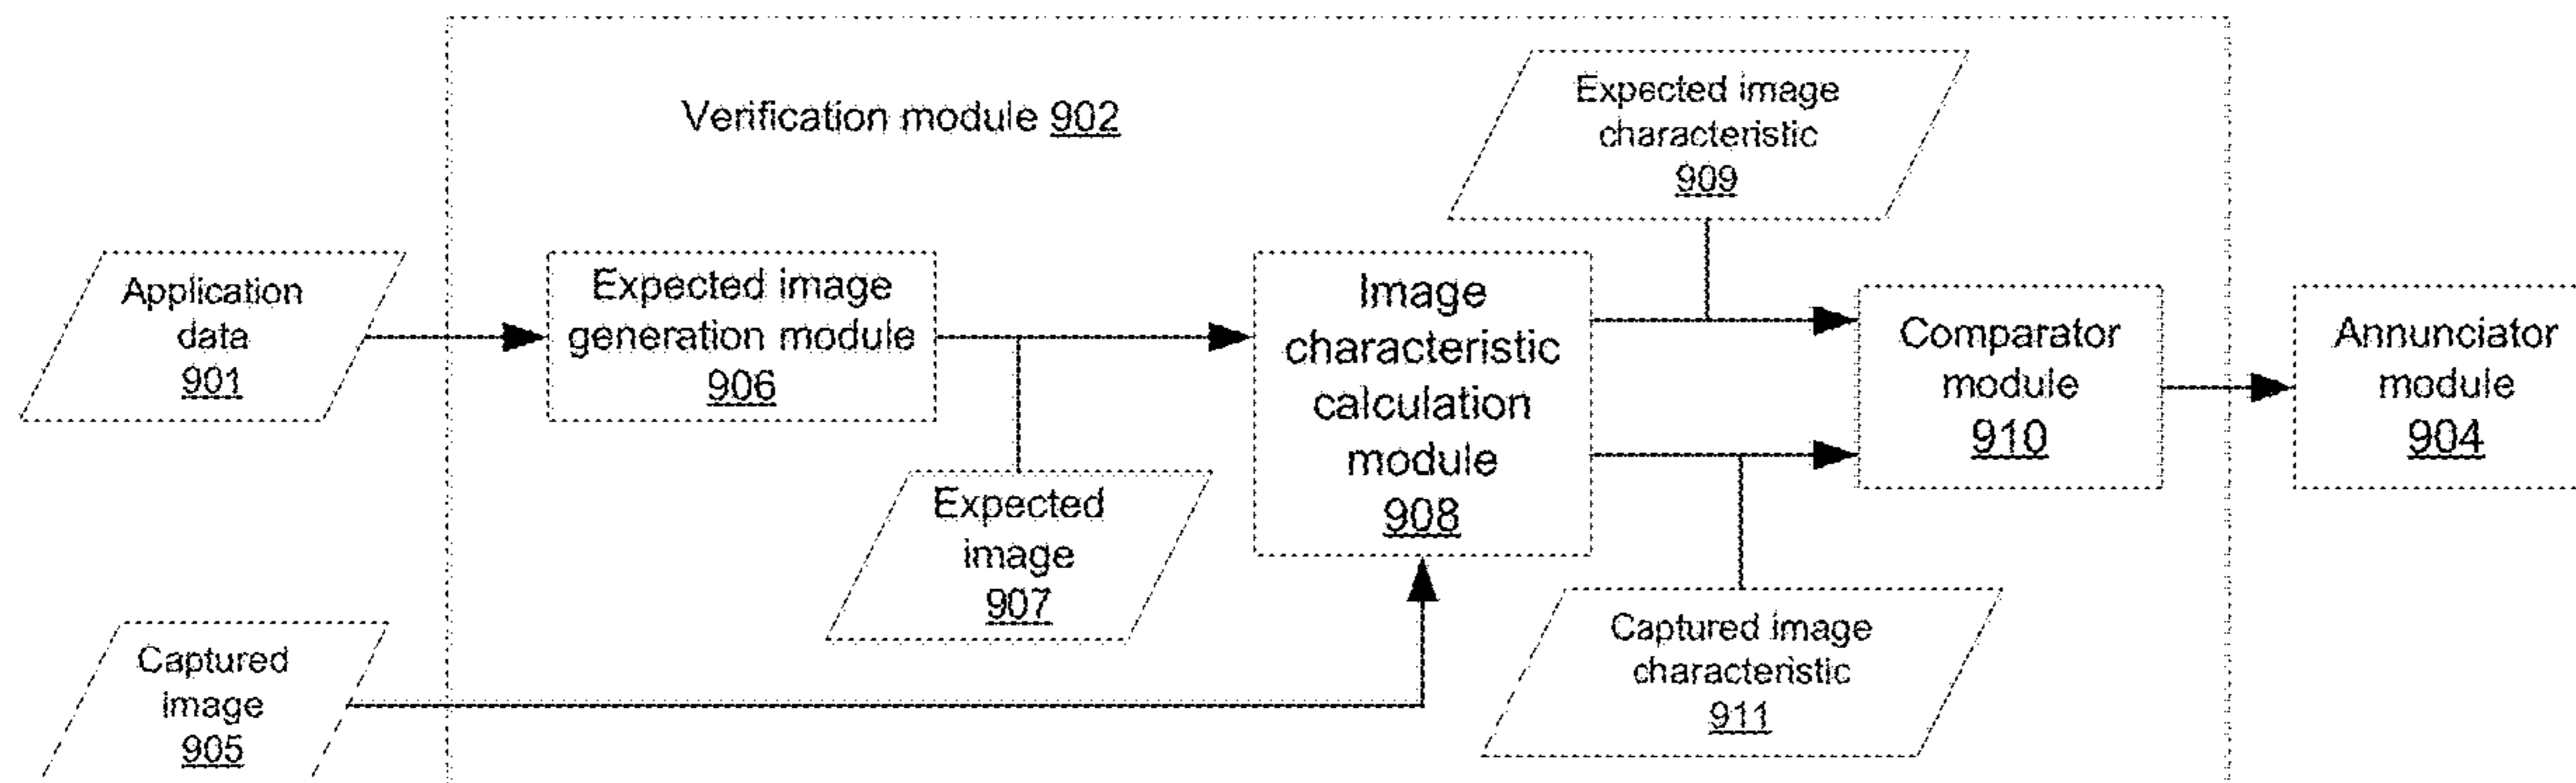 Verification module 902
Expected image
characteristic
909
Application
data
901
Expected image
generation module
906
Image
characteristic
calculation
module
908
Comparator
module
910
Annunciator
module
904
Expected
image
907
Captured
image
905
Captured image
characteristic
911